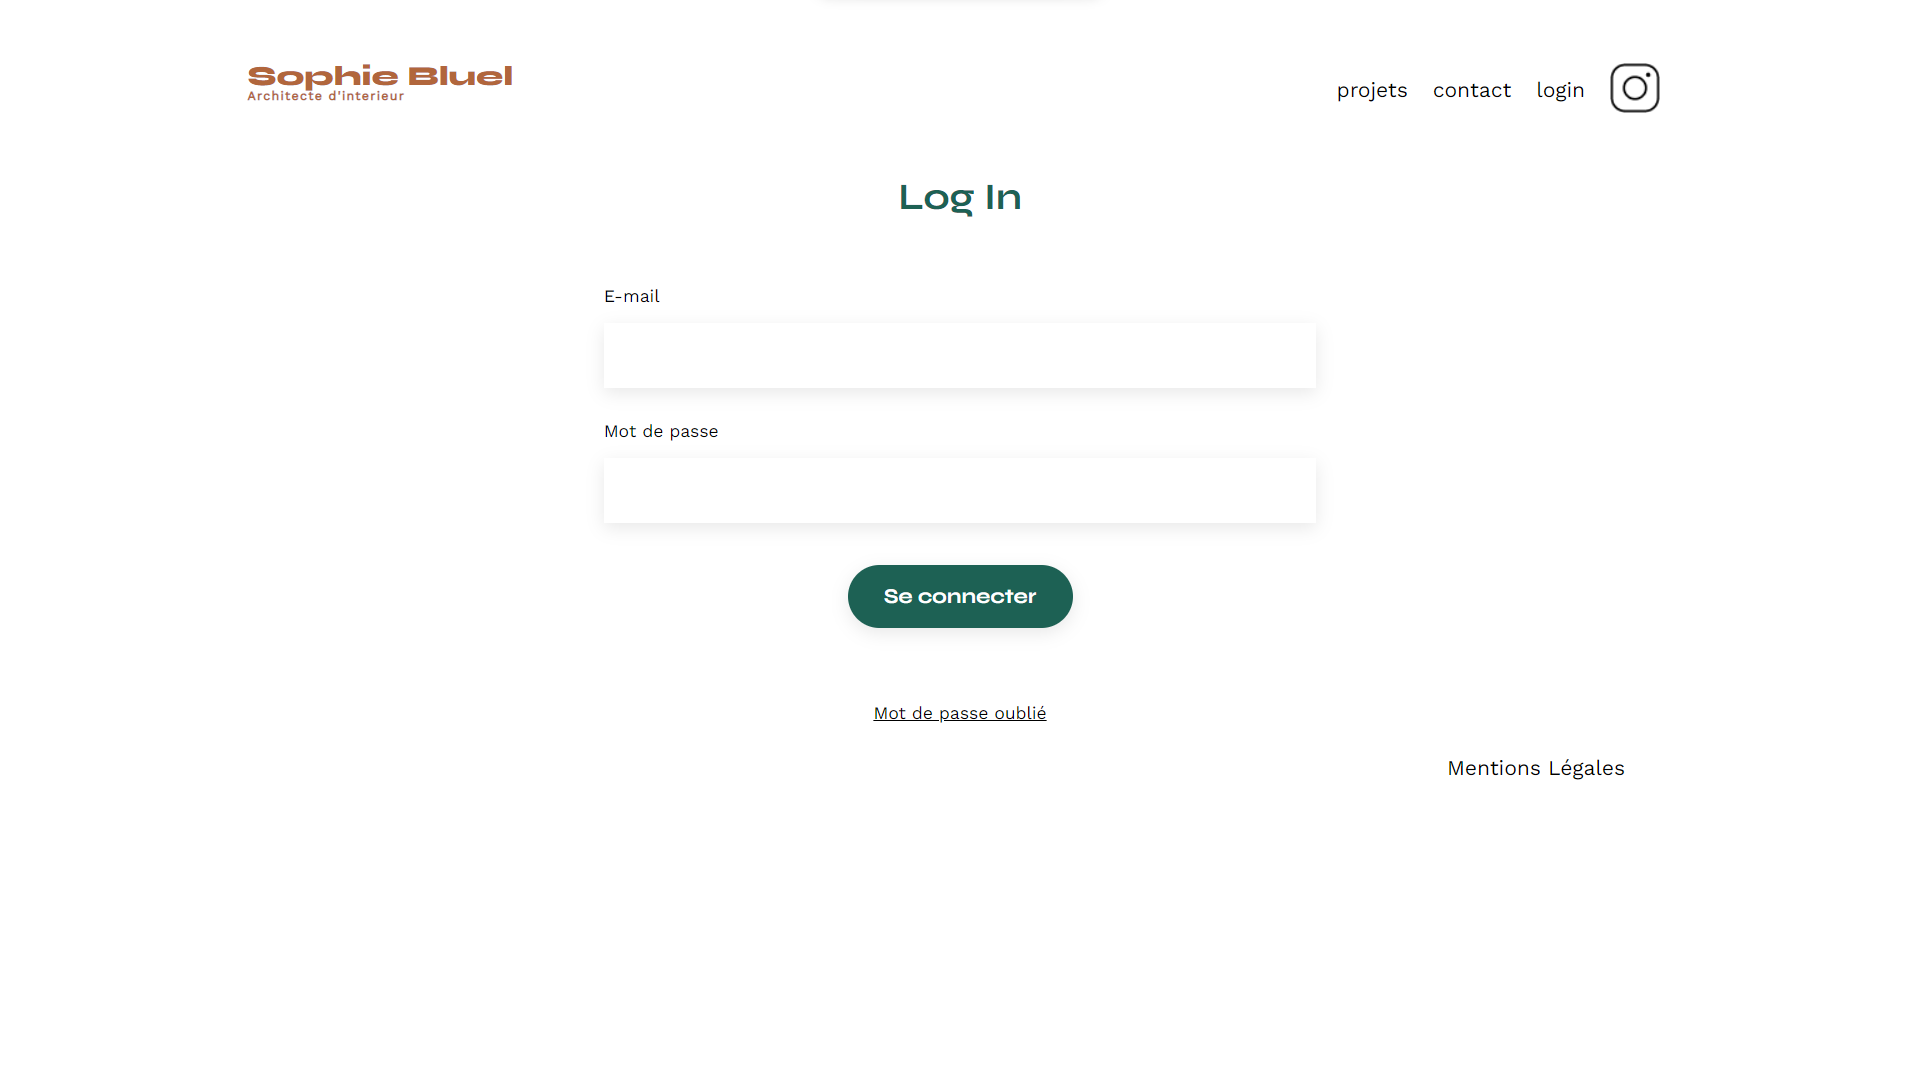 Sophie Bluel
Architecte d'interieur
projets
contact
login
Log In
E-mail
Mot de passe
Se connecter
Mot de passe oublié
Mentions Légales